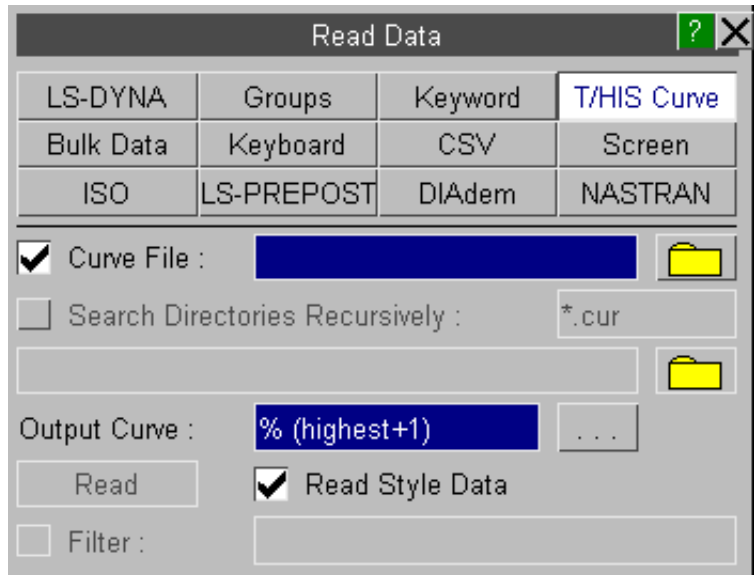 Read Data ?
LS-DYNA Groups Keyword T/HIS Curve
Bulk Data Keyboard CSV Screen
ISO LS-PREPOST DIAdem NASTRAN
Curve File :
Search Directories Recursively : *.cur
Output Curve : % (highest+1) . . .
Read Read Style Data
Filter :